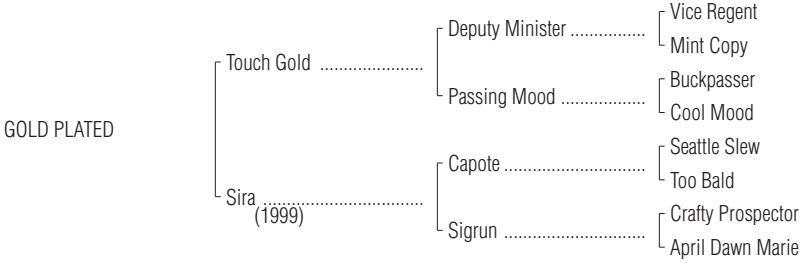 Vice Regent
Deputy Minister ................
Mint Copy
Touch Gold ......................
Buckpasser
Passing Mood ..................
Cool Mood
GOLD PLATED
Seattle Slew
Capote ..............................
Too Bald
Sira ..................................
(1999)
Crafty Prospector
Sigrun ..............................
April Dawn Marie